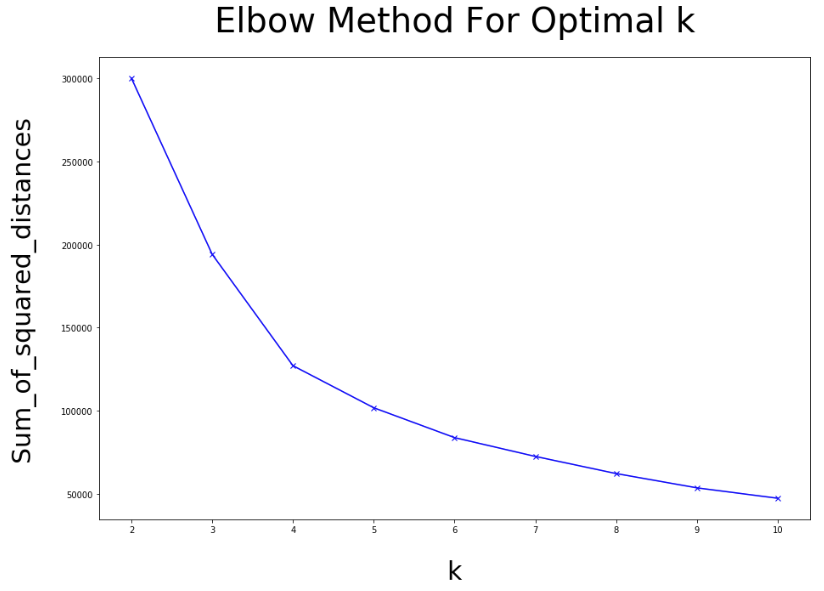 Elbow Method For Optimal k
Sum_of_squared_distances
300000
250000
200000
150000
100000
50000
2 3 4 5 6 7 8 9 10
k